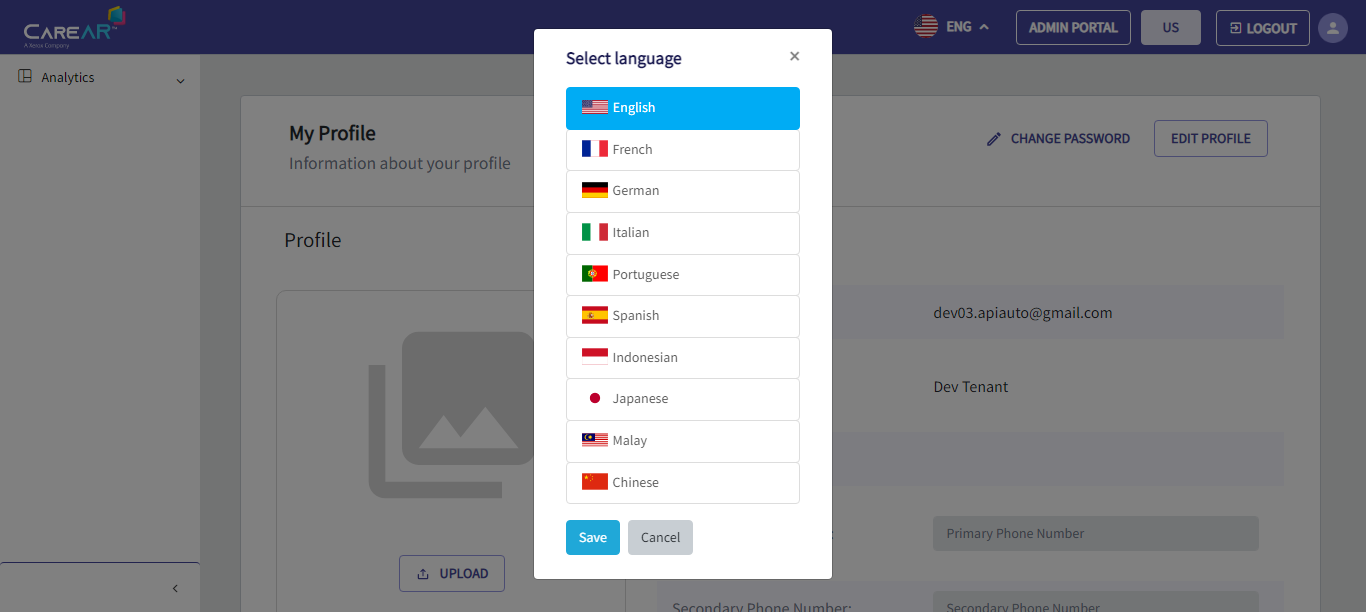 CAREAR™
A Xerox Company
ENG
ADMIN PORTAL
US
LOGOUT
Analytics
Select language
×
English
French
German
Italian
Portuguese
Spanish
Indonesian
Japanese
Malay
Chinese
Save
Cancel
My Profile
Information about your profile
CHANGE PASSWORD
EDIT PROFILE
Profile
UPLOAD
dev03.apiauto@gmail.com
Dev Tenant
Primary Phone Number
Secondary Phone Number:
Secondary Phone Number